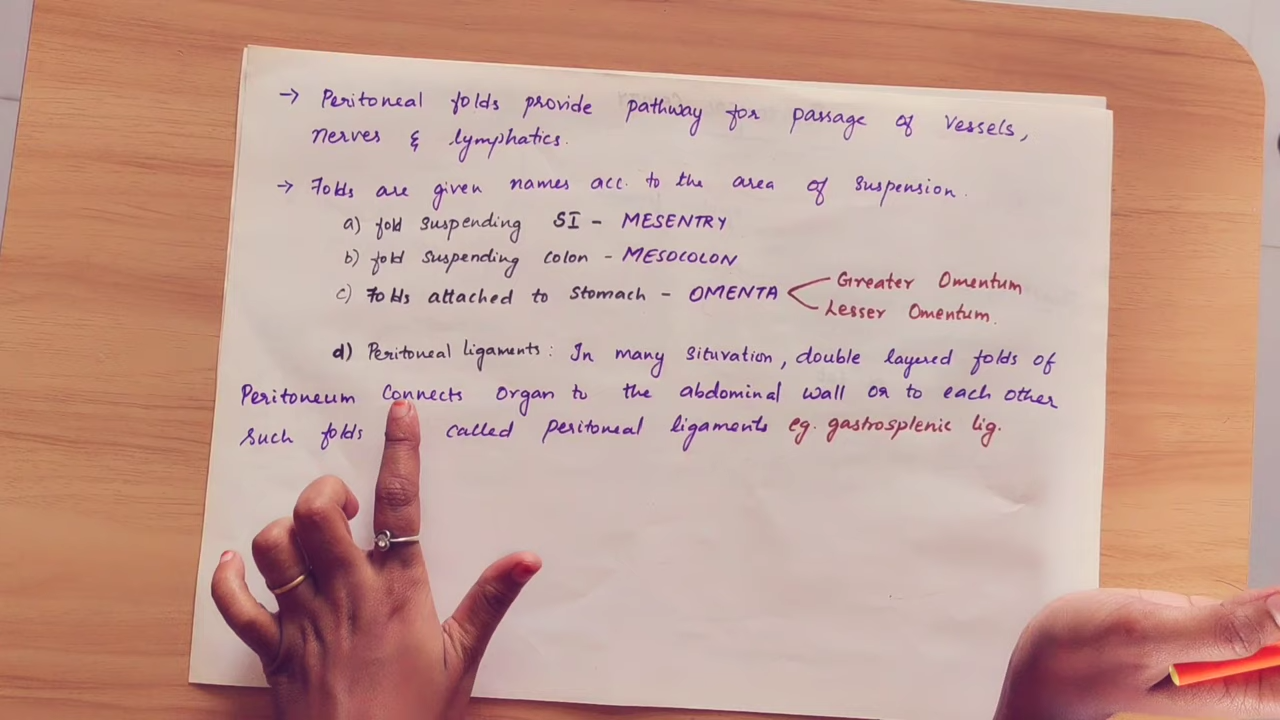 → Peritoneal folds provide pathway for passage of vessels,
nerves & lymphatics.
→ Folds are given names acc. to the area of suspension.
a) fold suspending SI - MESENTRY
b) fold suspending colon - MESOCOLON
c) Folds attached to stomach - OMENTA
Greater Omentum
Lesser Omentum.
d) Peritoneal ligaments: In many situvation, double layered folds of
Peritoneum connects organ to the abdominal wall or to each other
such folds called peritoneal ligaments eg. gastrosplenic lig.